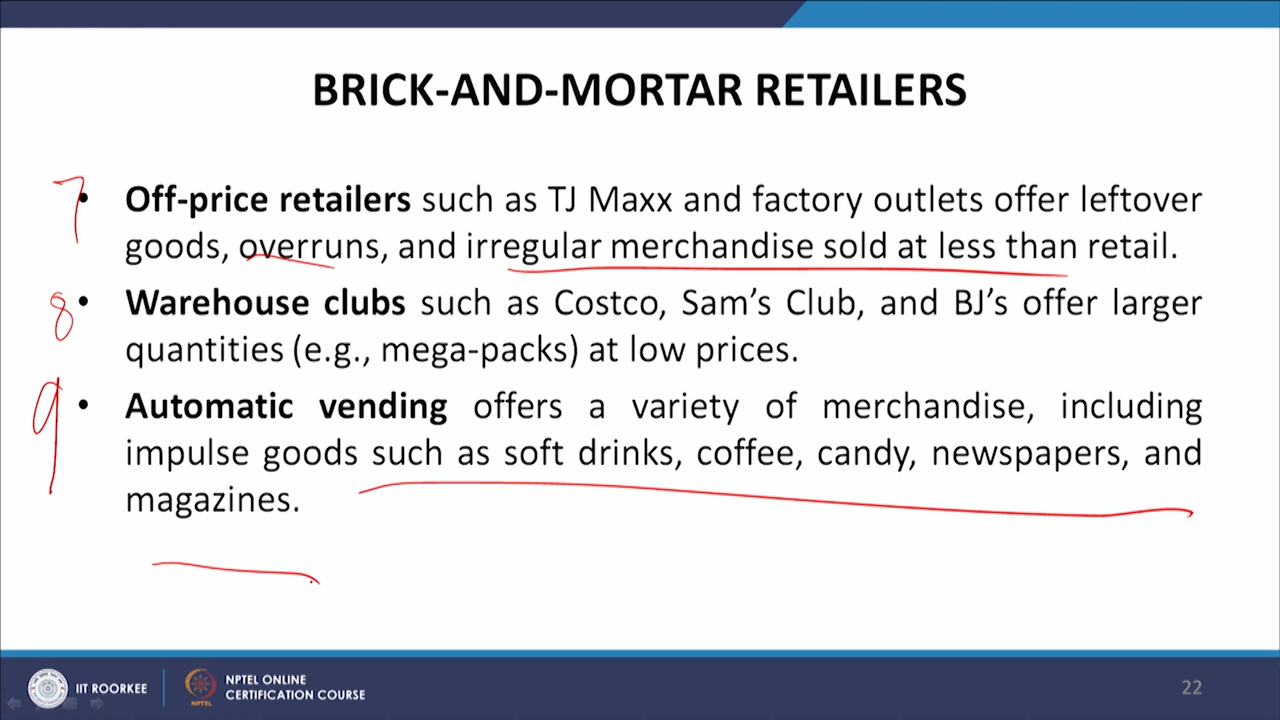 BRICK-AND-MORTAR RETAILERS
7 • Off-price retailers such as TJ Maxx and factory outlets offer leftover
goods, overruns, and irregular merchandise sold at less than retail.
8 • Warehouse clubs such as Costco, Sam’s Club, and BJ’s offer larger
quantities (e.g., mega-packs) at low prices.
9 • Automatic vending offers a variety of merchandise, including
impulse goods such as soft drinks, coffee, candy, newspapers, and
magazines.
IIT ROORKEE
NPTEL
NPTEL ONLINE
CERTIFICATION COURSE
22